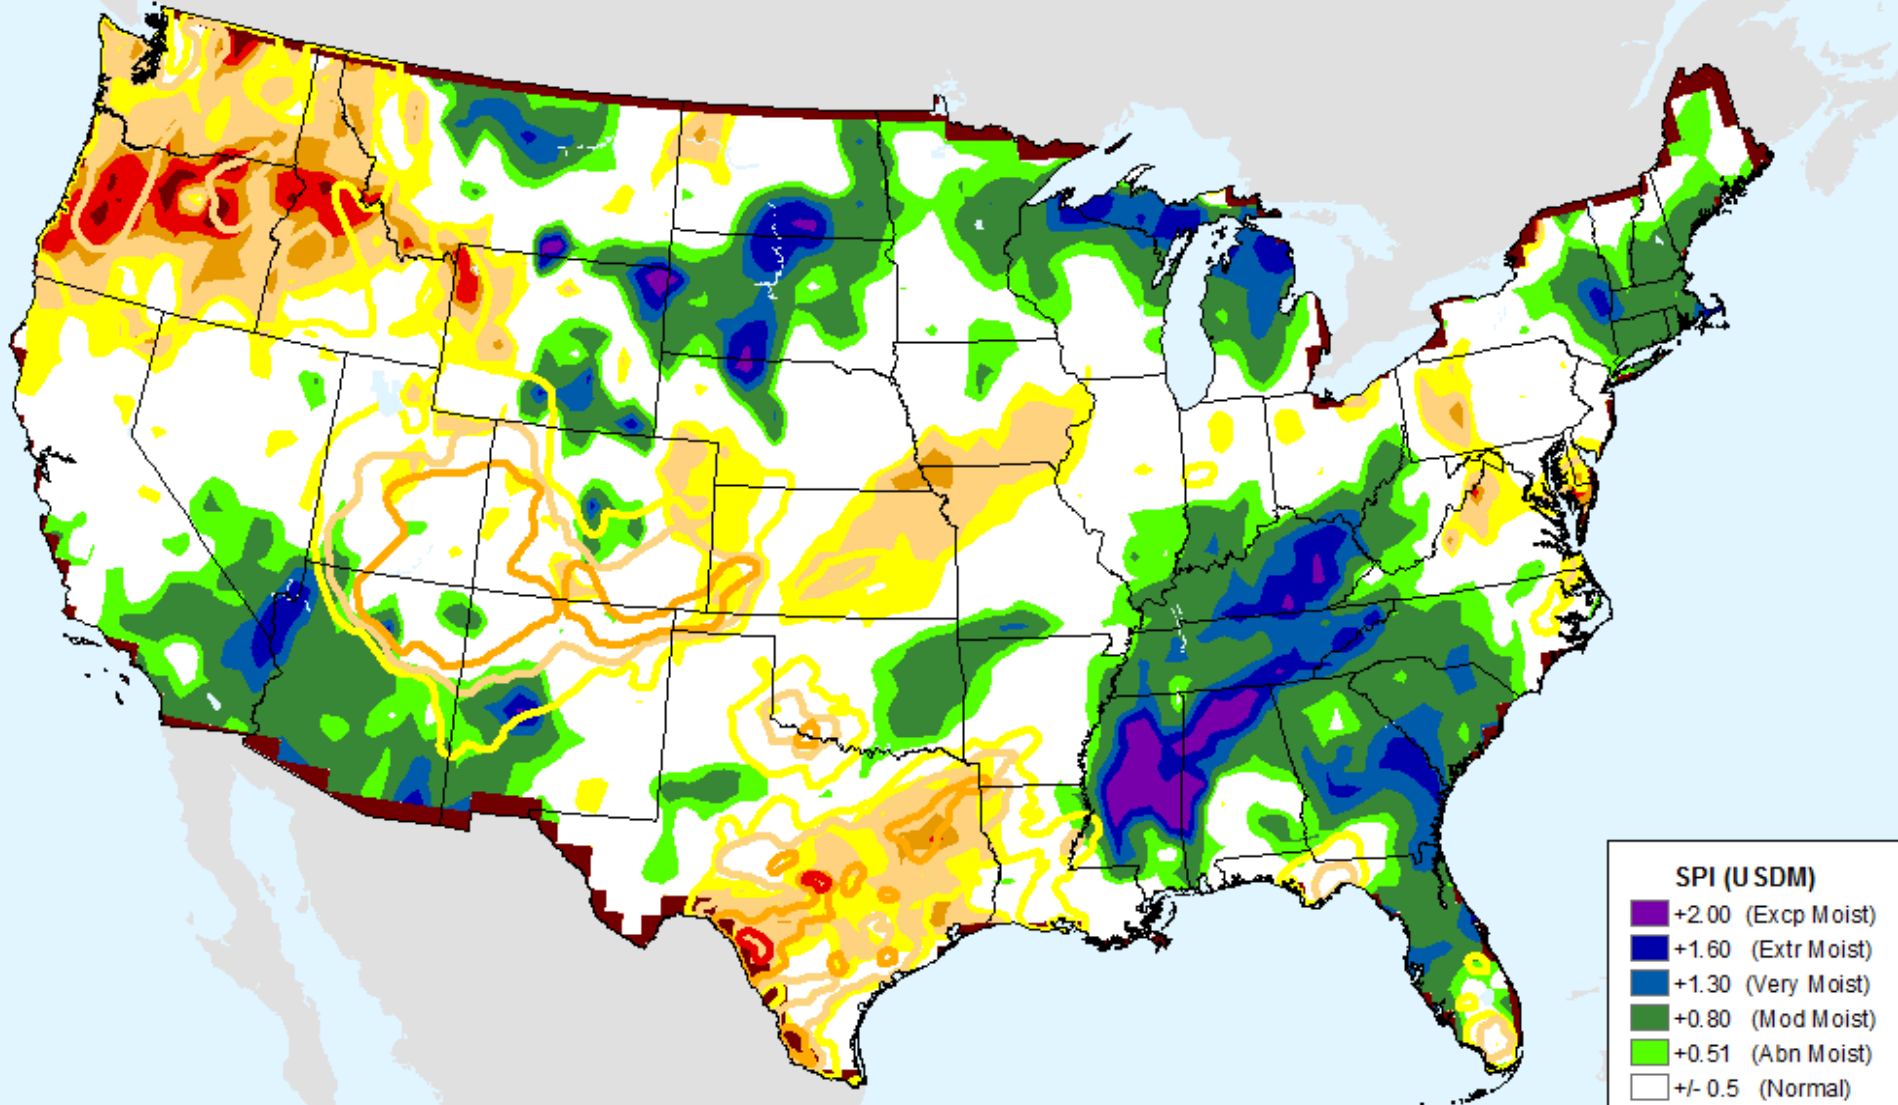 SPI (USDM)
+2.00 (Excp Moist)
+1.60 (Extr Moist)
+1.30 (Very Moist)
+0.80 (Mod Moist)
+0.51 (Abn Moist)
+/- 0.5 (Normal)